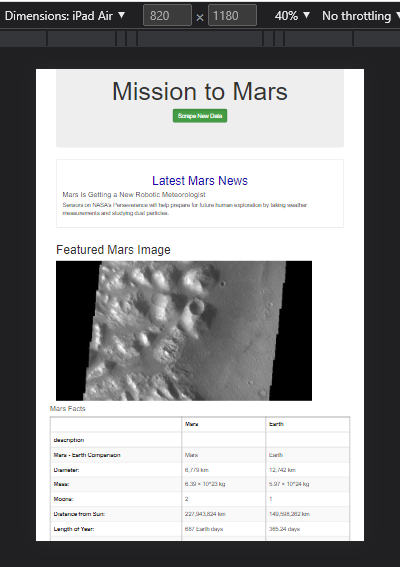 Dimensions: iPad Air ▼ 820 × 1180 40% ▼ No throttling
Mission to Mars
Scrape New Data
Latest Mars News
Mars Is Getting a New Robotic Meteorologist
Sensors on NASA's Perseverance will help prepare for future human exploration by taking weather
measurements and studying dust particles.
Featured Mars Image
Mars Facts
Mars Earth
description
Mars - Earth Comparison Mars Earth
Diameter: 6,779 km 12,742 km
Mass: 6.39 × 10^23 kg 5.97 × 10^24 kg
Moons: 2 1
Distance from Sun: 227,943,824 km 149,598,262 km
Length of Year: 687 Earth days 365.24 days